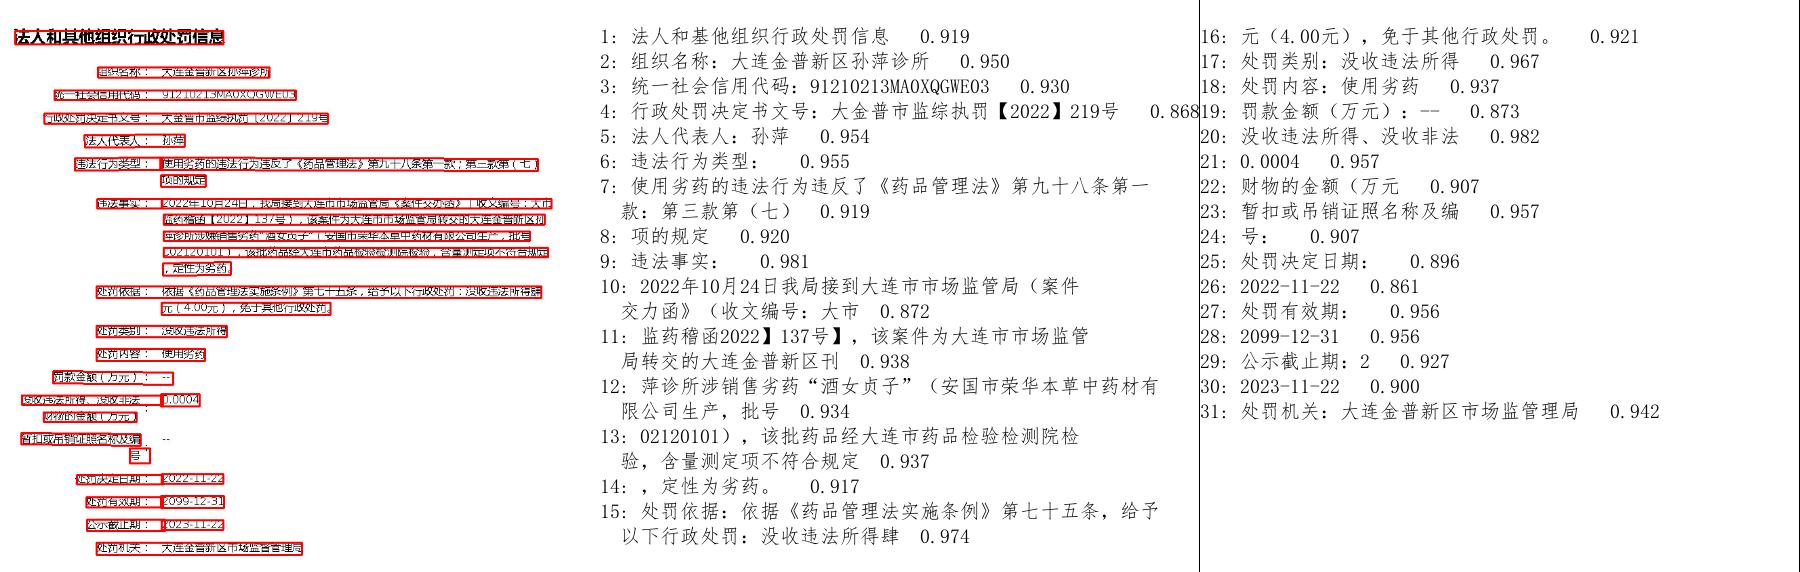 法人和其他组织行政处罚信息
组织名称： 大连金普新区孙萍诊所
统一社会信用代码： 91210213MA0XQGWE03
行政处罚决定书文号： 大金普市监综执罚【2022】219号
法人代表人： 孙萍
违法行为类型： 使用劣药的违法行为违反了《药品管理法》第九十八条第一款；第三款第（七）
项的规定
违法事实： 2022年10月24日，我局接到大连市市场监管局《案件交办函》（收文编号：大市
监药稽函【2022】137号），该案件为大连市市场监管局转交的大连金普新区孙
萍诊所涉嫌销售劣药“酒女贞子”（安国市荣华本草中药材有限公司生产，批号
02120101），该批药品经大连市药品检验检测院检验，含量测定项不符合规定
，定性为劣药。
处罚依据： 依据《药品管理法实施条例》第七十五条，给予以下行政处罚：没收违法所得肆
元（4.00元），免于其他行政处罚。
处罚类别： 没收违法所得
处罚内容： 使用劣药
罚款金额（万元）： --
没收违法所得、没收非法 0.0004
财物的金额（万元）
暂扣或吊销证照名称及编 --
号：
处罚决定日期： 2022-11-22
处罚有效期： 2099-12-31
公示截止期： 2023-11-22
处罚机关： 大连金普新区市场监督管理局
1: 法人和基他组织行政处罚信息 0.919
2: 组织名称：大连金普新区孙萍诊所 0.950
3: 统一社会信用代码：91210213MA0XQGWE03 0.930
4: 行政处罚决定书文号：大金普市监综执罚【2022】219号 0.868
5: 法人代表人：孙萍 0.954
6: 违法行为类型： 0.955
7: 使用劣药的违法行为违反了《药品管理法》第九十八条第一
款：第三款第（七） 0.919
8: 项的规定 0.920
9: 违法事实： 0.981
10: 2022年10月24日我局接到大连市市场监管局（案件
交力函》（收文编号：大市 0.872
11: 监药稽函2022】137号】，该案件为大连市市场监管
局转交的大连金普新区刊 0.938
12: 萍诊所涉销售劣药“酒女贞子”（安国市荣华本草中药材有
限公司生产，批号 0.934
13: 02120101），该批药品经大连市药品检验检测院检
验，含量测定项不符合规定 0.937
14: ，定性为劣药。 0.917
15: 处罚依据：依据《药品管理法实施条例》第七十五条，给予
以下行政处罚：没收违法所得肆 0.974
16: 元（4.00元），免于其他行政处罚。 0.921
17: 处罚类别：没收违法所得 0.967
18: 处罚内容：使用劣药 0.937
19: 罚款金额（万元）：-- 0.873
20: 没收违法所得、没收非法 0.982
21: 0.0004 0.957
22: 财物的金额（万元 0.907
23: 暂扣或吊销证照名称及编 0.957
24: 号： 0.907
25: 处罚决定日期： 0.896
26: 2022-11-22 0.861
27: 处罚有效期： 0.956
28: 2099-12-31 0.956
29: 公示截止期：2 0.927
30: 2023-11-22 0.900
31: 处罚机关：大连金普新区市场监管理局 0.942